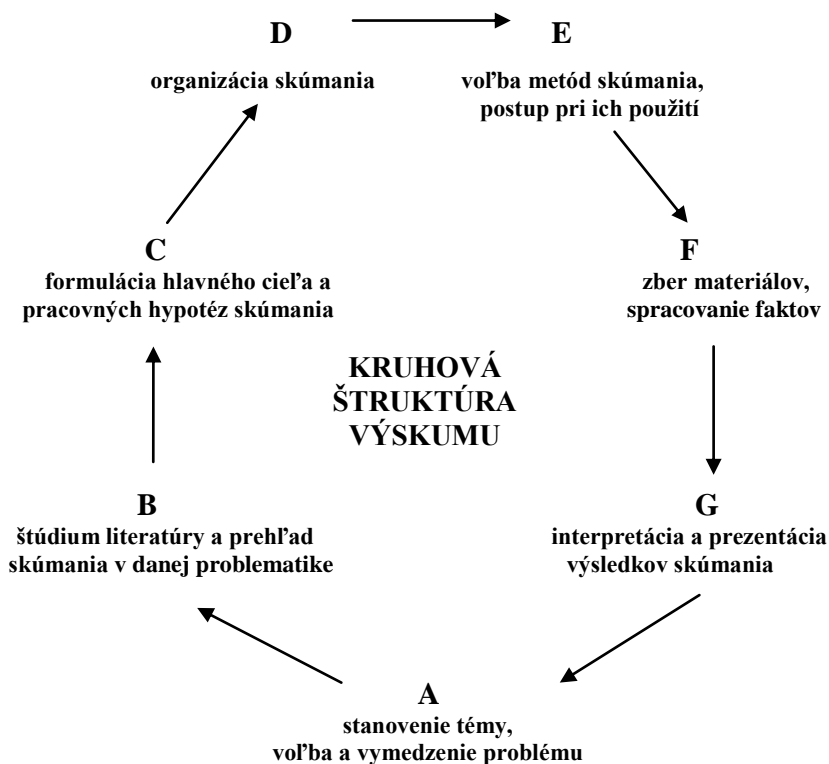 D
E
organizácia skúmania
voľba metód skúmania,
postup pri ich použití
C
formulácia hlavného cieľa a
pracovných hypotéz skúmania
F
zber materiálov,
spracovanie faktov
KRUHOVÁ
ŠTRUKTÚRA
VÝSKUMU
B
štúdium literatúry a prehľad
skúmania v danej problematike
G
interpretácia a prezentácia
výsledkov skúmania
A
stanovenie témy,
voľba a vymedzenie problému